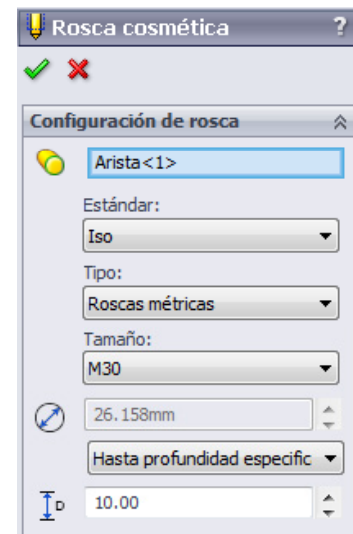 Rosca cosmética ?
Configuración de rosca
Arista<1>
Estándar:
Iso
Tipo:
Roscas métricas
Tamaño:
M30
26.158mm
Hasta profundidad especific
D 10.00